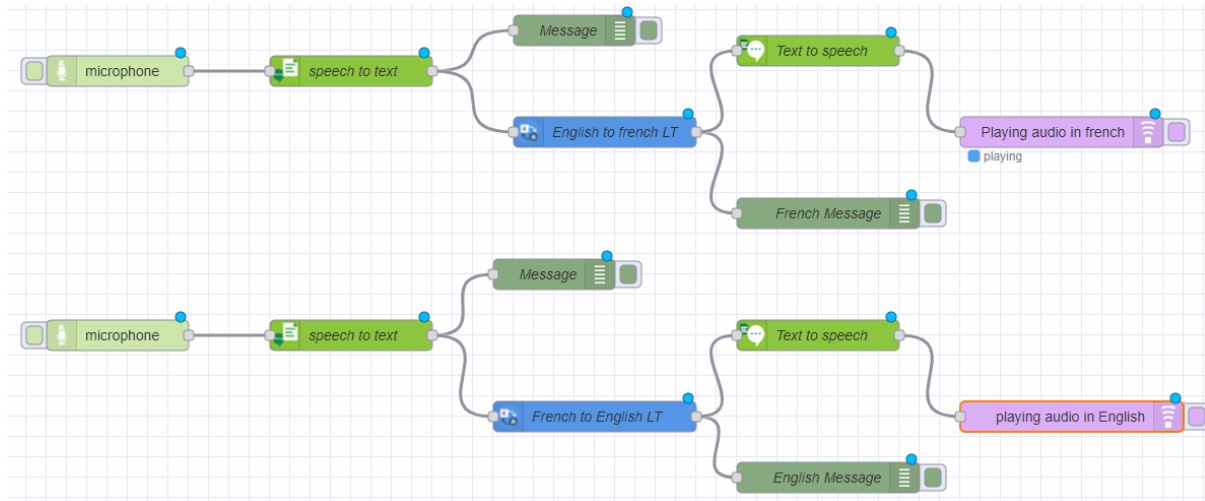 Message
microphone
speech to text
Text to speech
English to french LT
Playing audio in french
playing
French Message
Message
microphone
speech to text
Text to speech
French to English LT
playing audio in English
English Message